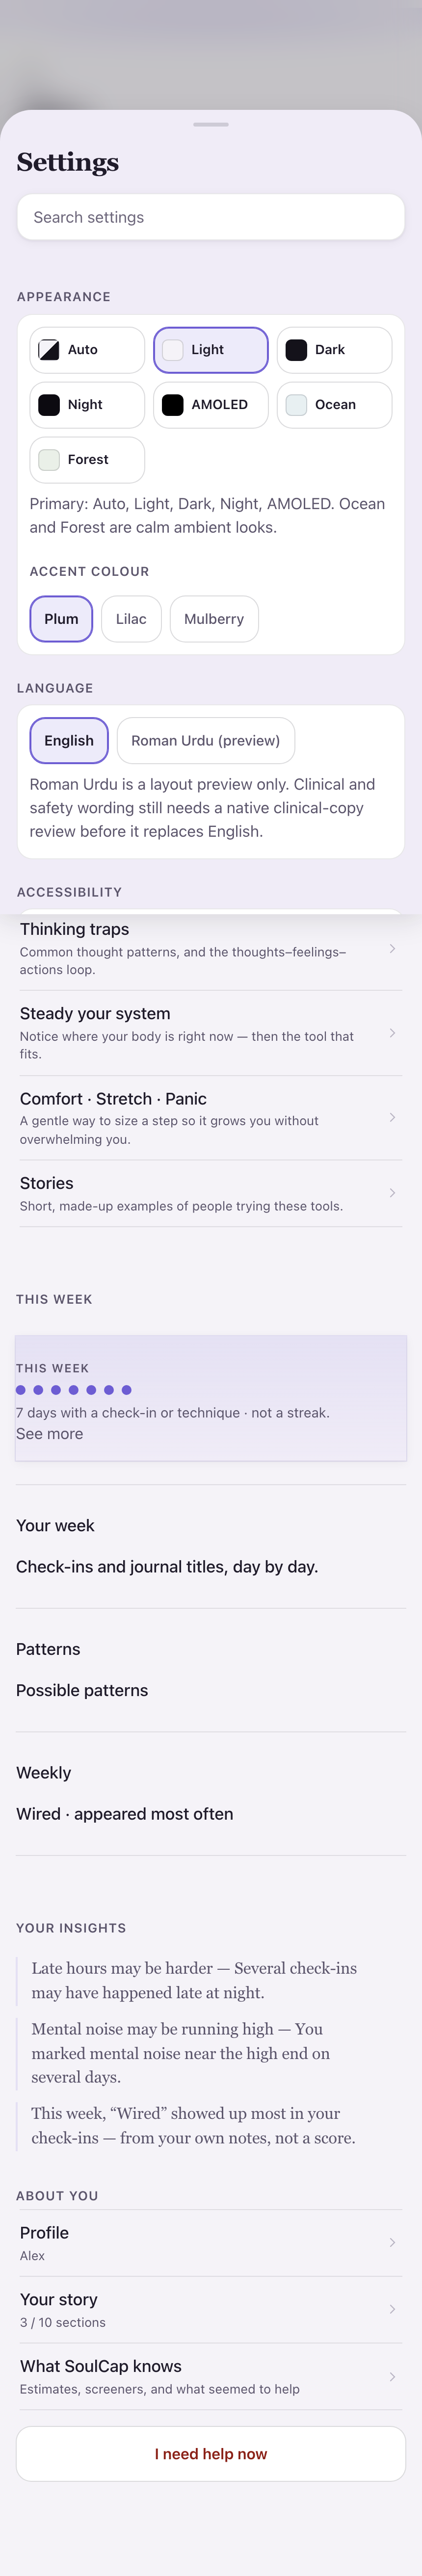 Settings
Search settings
APPEARANCE
Auto
Light
Dark
Night
AMOLED
Ocean
Forest
Primary: Auto, Light, Dark, Night, AMOLED. Ocean
and Forest are calm ambient looks.
ACCENT COLOUR
Plum
Lilac
Mulberry
LANGUAGE
English
Roman Urdu (preview)
Roman Urdu is a layout preview only. Clinical and
safety wording still needs a native clinical-copy
review before it replaces English.
ACCESSIBILITY
Thinking traps
Common thought patterns, and the thoughts–feelings–
actions loop.
Steady your system
Notice where your body is right now — then the tool that
fits.
Comfort · Stretch · Panic
A gentle way to size a step so it grows you without
overwhelming you.
Stories
Short, made-up examples of people trying these tools.
THIS WEEK
THIS WEEK
7 days with a check-in or technique · not a streak.
See more
Your week
Check-ins and journal titles, day by day.
Patterns
Possible patterns
Weekly
Wired · appeared most often
YOUR INSIGHTS
Late hours may be harder — Several check-ins
may have happened late at night.
Mental noise may be running high — You
marked mental noise near the high end on
several days.
This week, “Wired” showed up most in your
check-ins — from your own notes, not a score.
ABOUT YOU
Profile
Alex
Your story
3 / 10 sections
What SoulCap knows
Estimates, screeners, and what seemed to help
I need help now